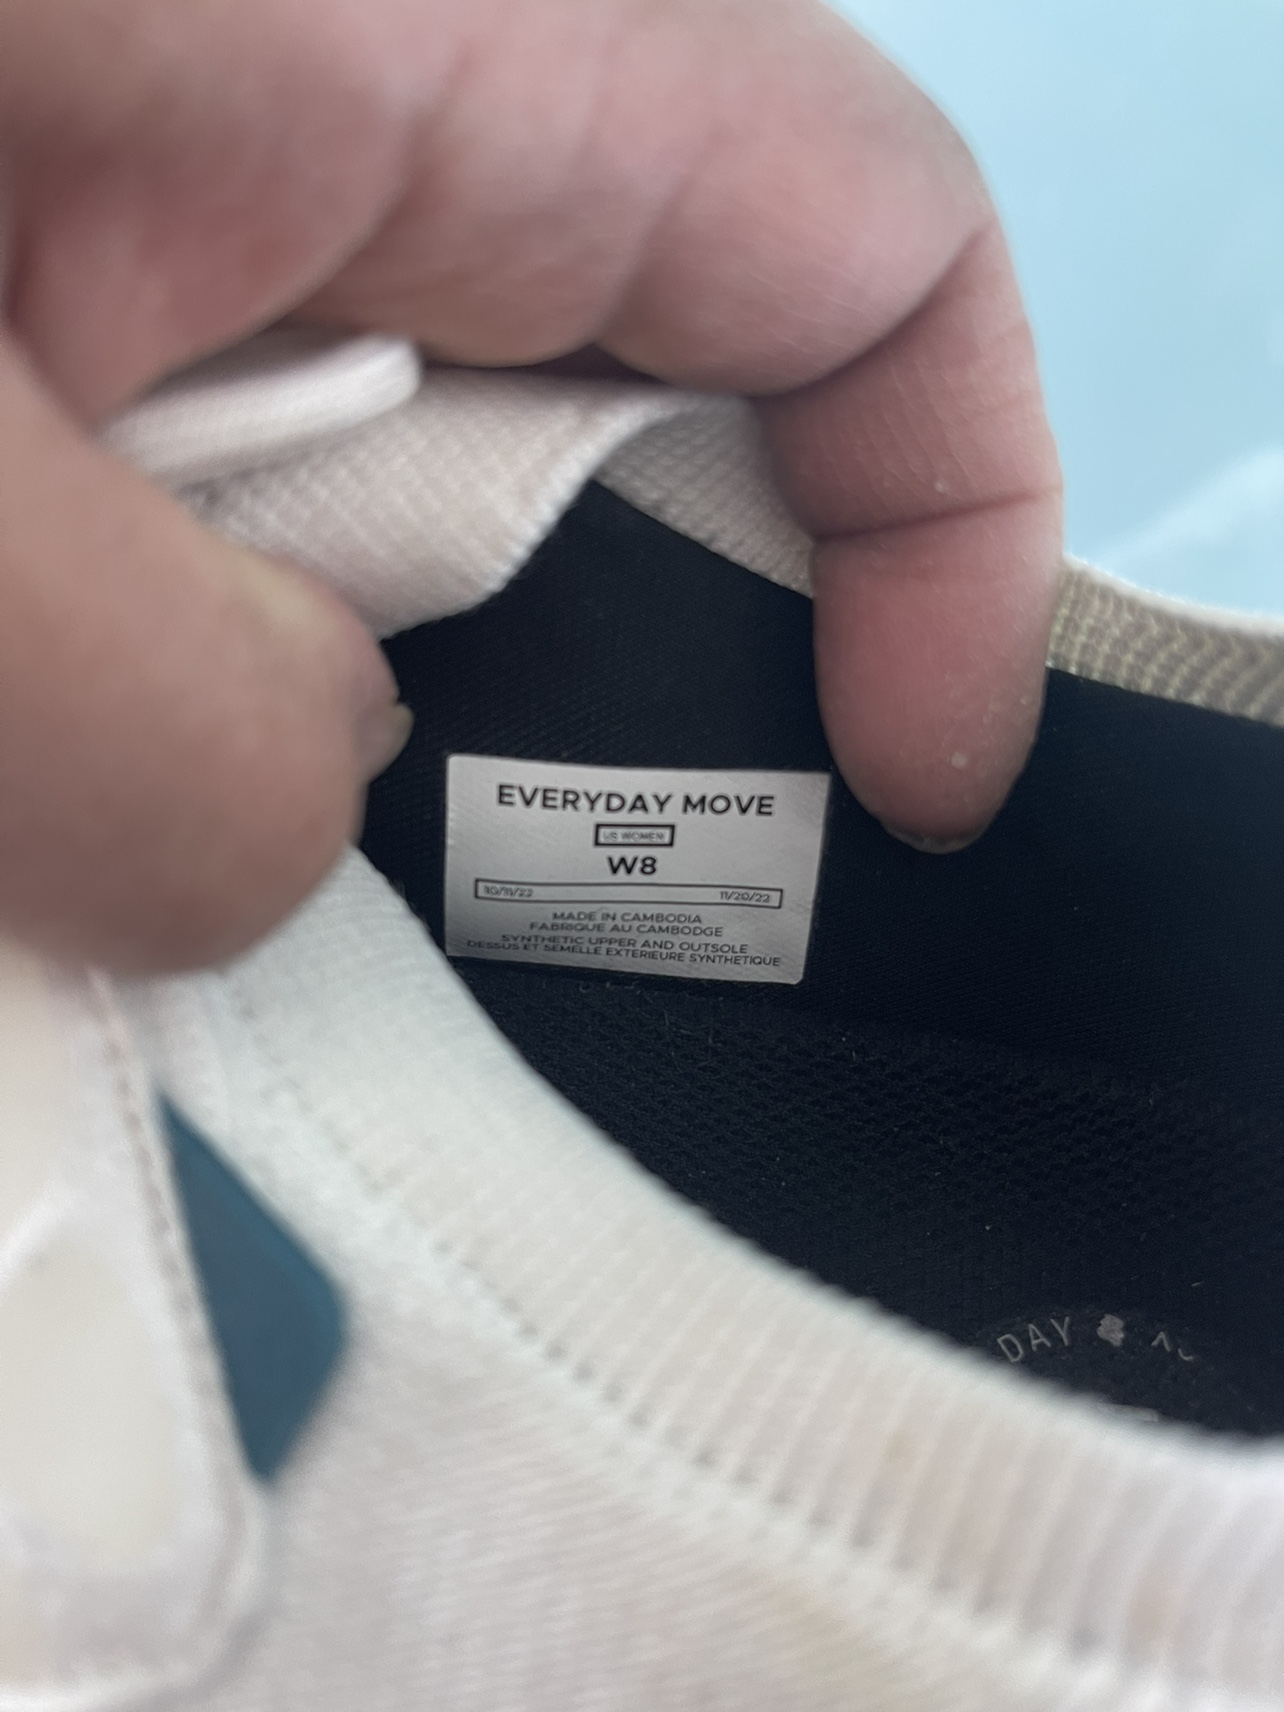 EVERYDAY MOVE
US WOMEN
W8
10/11/22 11/20/22
MADE IN CAMBODIA
FABRIQUE AU CAMBODGE
SYNTHETIC UPPER AND OUTSOLE
DESSUS ET SEMELLE EXTERIEURE SYNTHETIQUE
DAY